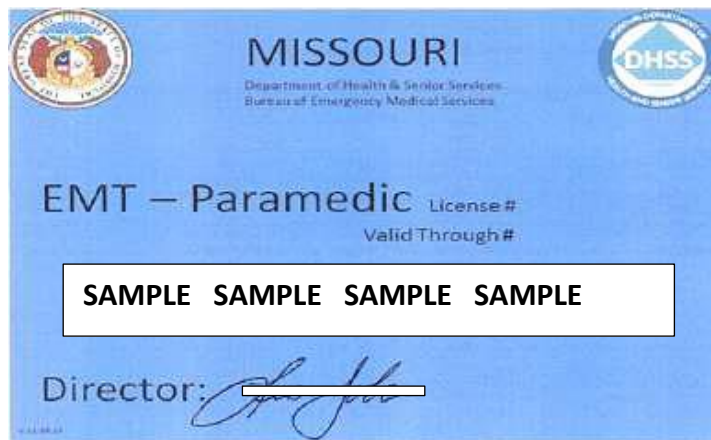 MISSOURI
DHSS
Department of Health & Senior Services
Bureau of Emergency Medical Services
EMT – Paramedic License #
Valid Through #
SAMPLE SAMPLE SAMPLE SAMPLE
Director: